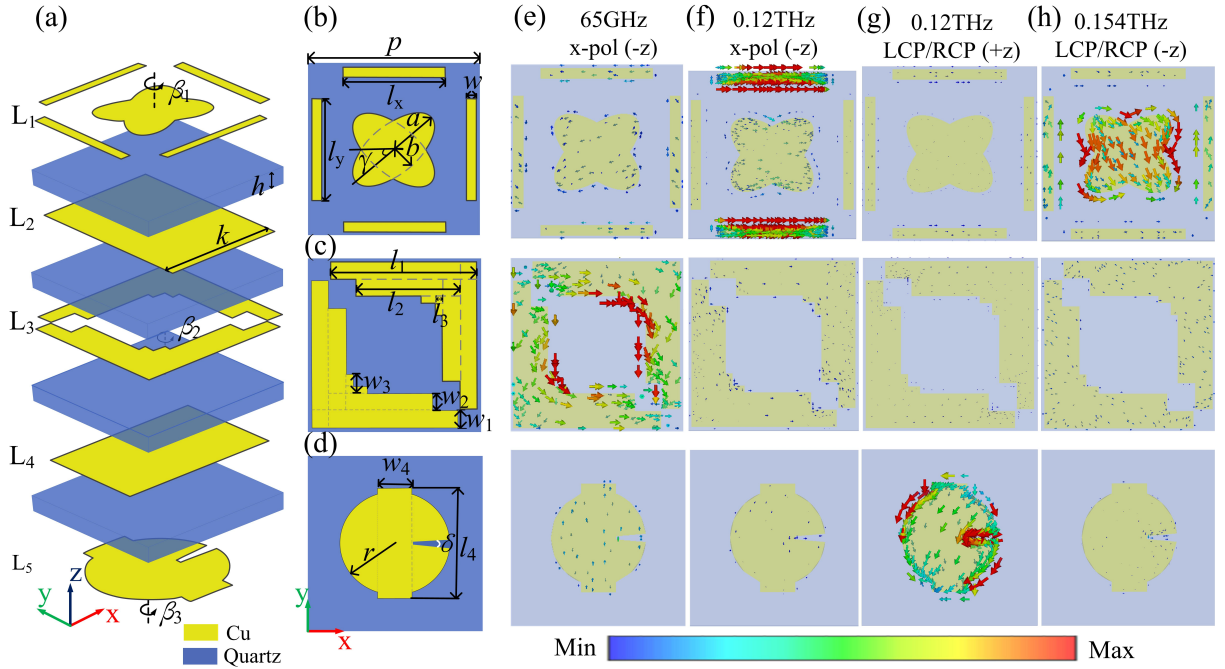 (a)
(b)
(e)
65GHz
x-pol (-z)
(f)
0.12THz
x-pol (-z)
(g)
0.12THz
LCP/RCP (+z)
(h)
0.154THz
LCP/RCP (-z)
L1
β1
h
L2
k
L3
β2
L4
L5
β3
z
y
x
Cu
Quartz
p
w
lx
ly
a
b
γ
(c)
l1
l2
l3
w3
w2
w1
(d)
w4
r
δ
l4
y
x
Min
Max